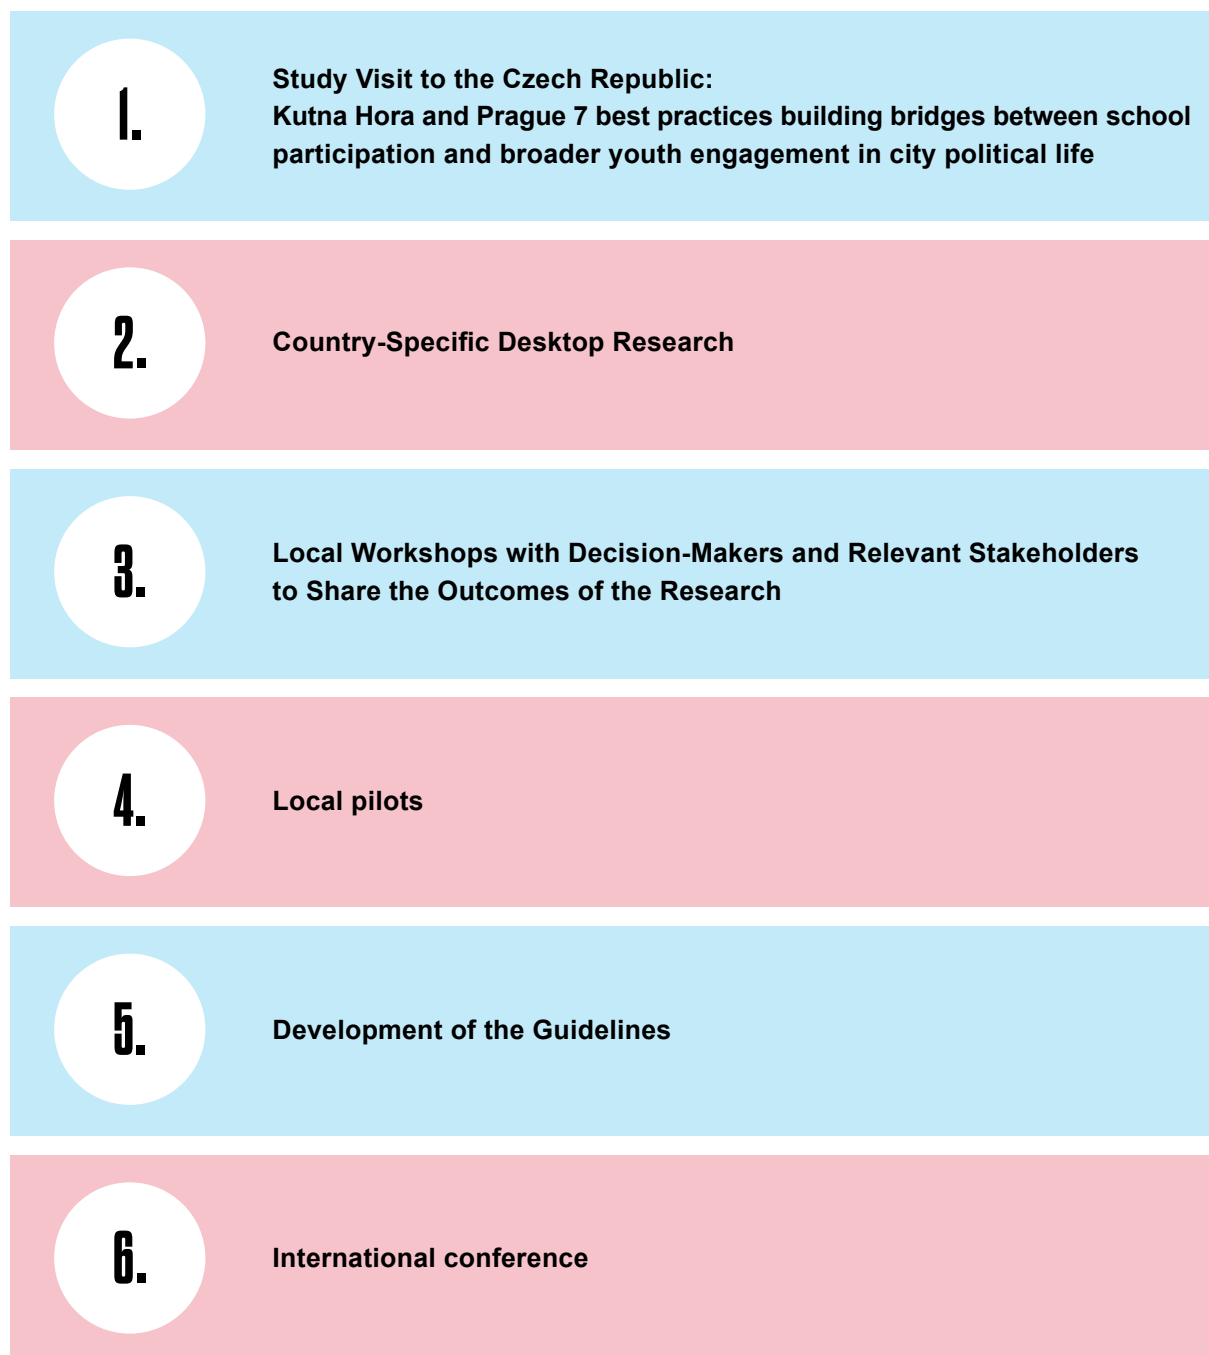 1.
Study Visit to the Czech Republic:
Kutna Hora and Prague 7 best practices building bridges between school
participation and broader youth engagement in city political life
2.
Country-Specific Desktop Research
3.
Local Workshops with Decision-Makers and Relevant Stakeholders
to Share the Outcomes of the Research
4.
Local pilots
5.
Development of the Guidelines
6.
International conference